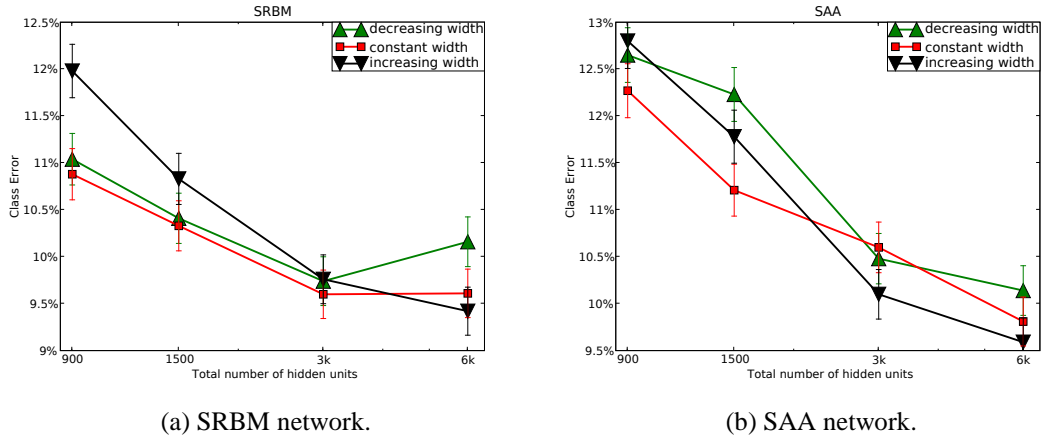 SRBM
12.5%
12%
11.5%
11%
10.5%
10%
9.5%
9%
Class Error
decreasing width
constant width
increasing width
900 1500 3k 6k
Total number of hidden units
(a) SRBM network.
SAA
13%
12.5%
12%
11.5%
11%
10.5%
10%
9.5%
Class Error
decreasing width
constant width
increasing width
900 1500 3k 6k
Total number of hidden units
(b) SAA network.